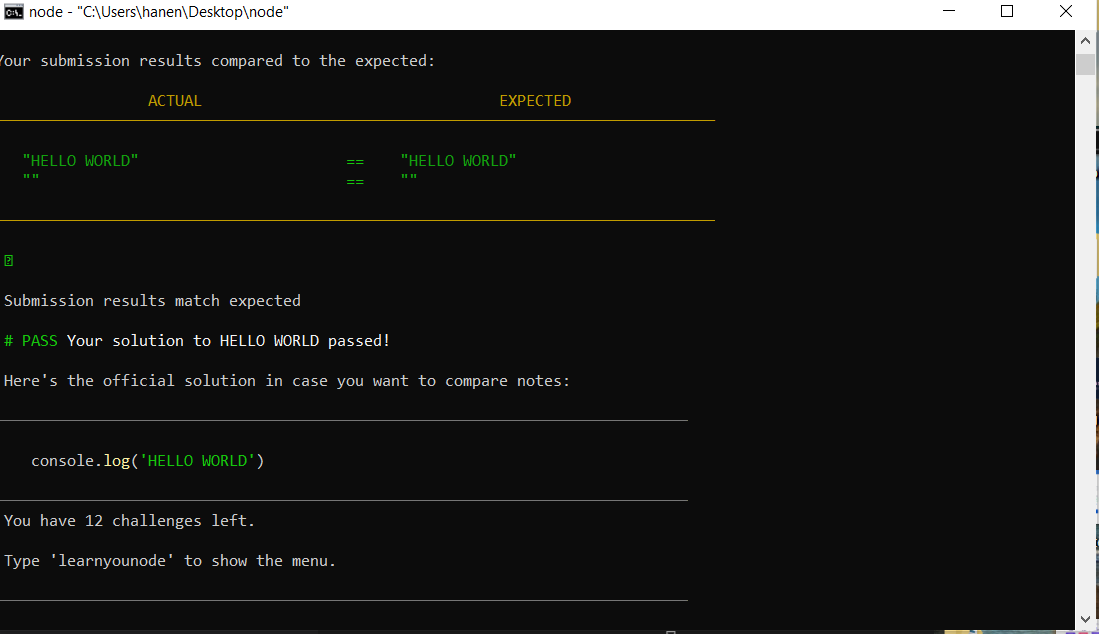 node - "C:\Users\hanen\Desktop\node"
Your submission results compared to the expected:
ACTUAL EXPECTED
"HELLO WORLD" == "HELLO WORLD"
"" == ""
Submission results match expected
# PASS Your solution to HELLO WORLD passed!
Here's the official solution in case you want to compare notes:
console.log('HELLO WORLD')
You have 12 challenges left.
Type 'learnyounode' to show the menu.